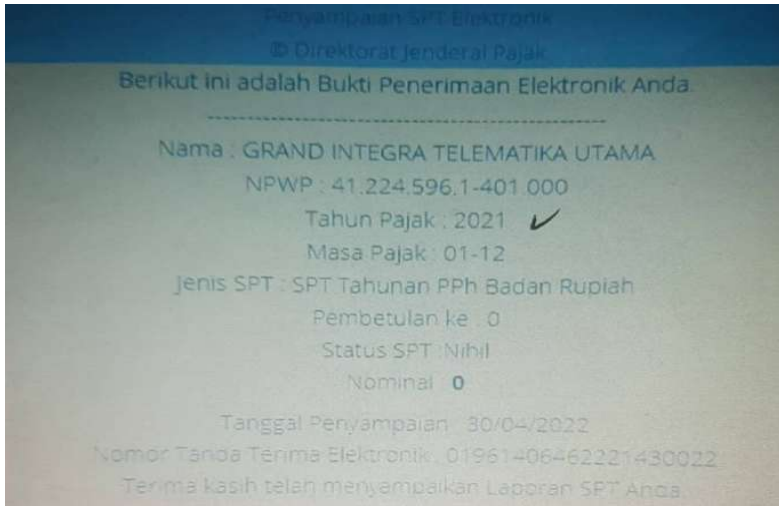 Penyampaian SPT Elektronik
© Direktorat Jenderal Pajak
Berikut ini adalah Bukti Penerimaan Elektronik Anda.
--------------------------------------------------
Nama : GRAND INTEGRA TELEMATIKA UTAMA
NPWP : 41.224.596.1-401.000
Tahun Pajak : 2021
Masa Pajak : 01-12
Jenis SPT : SPT Tahunan PPh Badan Rupiah
Pembetulan ke : 0
Status SPT :Nihil
Nominal : 0
Tanggal Penyampaian : 30/04/2022
Nomor Tanda Terima Elektronik : 01961406462221430022
Terima kasih telah menyampaikan Laporan SPT Anda.